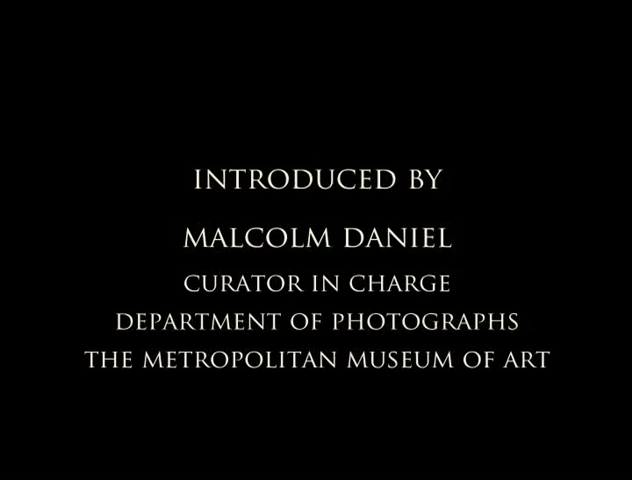 INTRODUCED BY
MALCOLM DANIEL
CURATOR IN CHARGE
DEPARTMENT OF PHOTOGRAPHS
THE METROPOLITAN MUSEUM OF ART